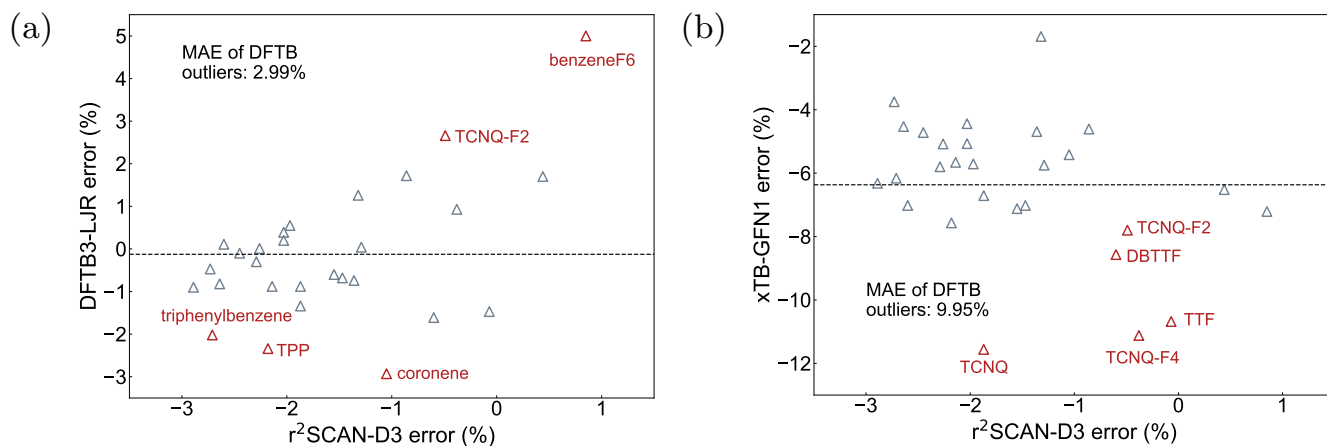 (a)
DFTB3-LJR error (%)
5
4
3
2
1
0
−1
−2
−3
MAE of DFTB
outliers: 2.99%
benzeneF6
TCNQ-F2
triphenylbenzene
TPP
coronene
−3 −2 −1 0 1
r²SCAN-D3 error (%)
(b)
xTB-GFN1 error (%)
−2
−4
−6
−8
−10
−12
TCNQ-F2
DBTTF
MAE of DFTB
outliers: 9.95%
TTF
TCNQ-F4
TCNQ
−3 −2 −1 0 1
r²SCAN-D3 error (%)